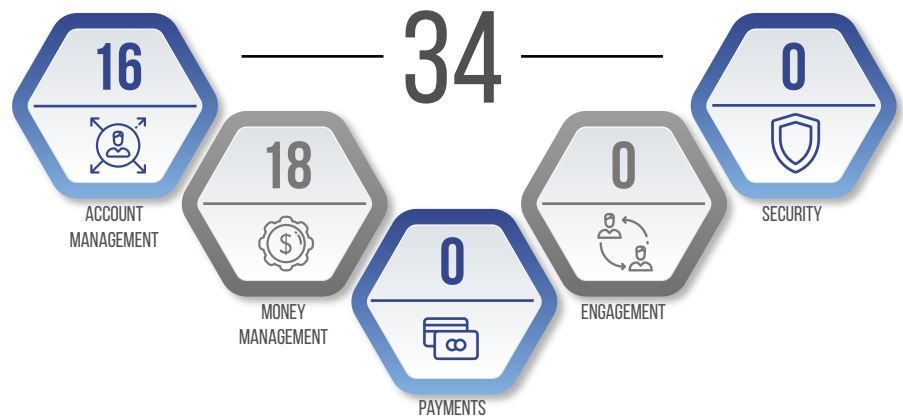 34
16
ACCOUNT
MANAGEMENT
18
$
MONEY
MANAGEMENT
0
PAYMENTS
0
ENGAGEMENT
0
SECURITY